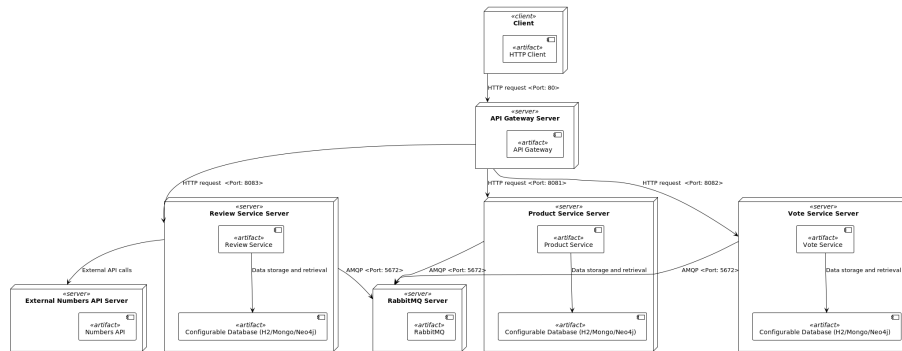 «client»
Client
«artifact»
HTTP Client
HTTP request <Port: 80>
«server»
API Gateway Server
«artifact»
API Gateway
HTTP request  <Port: 8083>
HTTP request <Port: 8081>
HTTP request  <Port: 8082>
«server»
Review Service Server
«artifact»
Review Service
«server»
Product Service Server
«artifact»
Product Service
«server»
Vote Service Server
«artifact»
Vote Service
External API calls
Data storage and retrieval
AMQP <Port: 5672>
AMQP <Port: 5672>
Data storage and retrieval
AMQP <Port: 5672>
Data storage and retrieval
«server»
External Numbers API Server
«artifact»
Numbers API
«artifact»
Configurable Database (H2/Mongo/Neo4j)
«server»
RabbitMQ Server
«artifact»
RabbitMQ
«artifact»
Configurable Database (H2/Mongo/Neo4j)
«artifact»
Configurable Database (H2/Mongo/Neo4j)